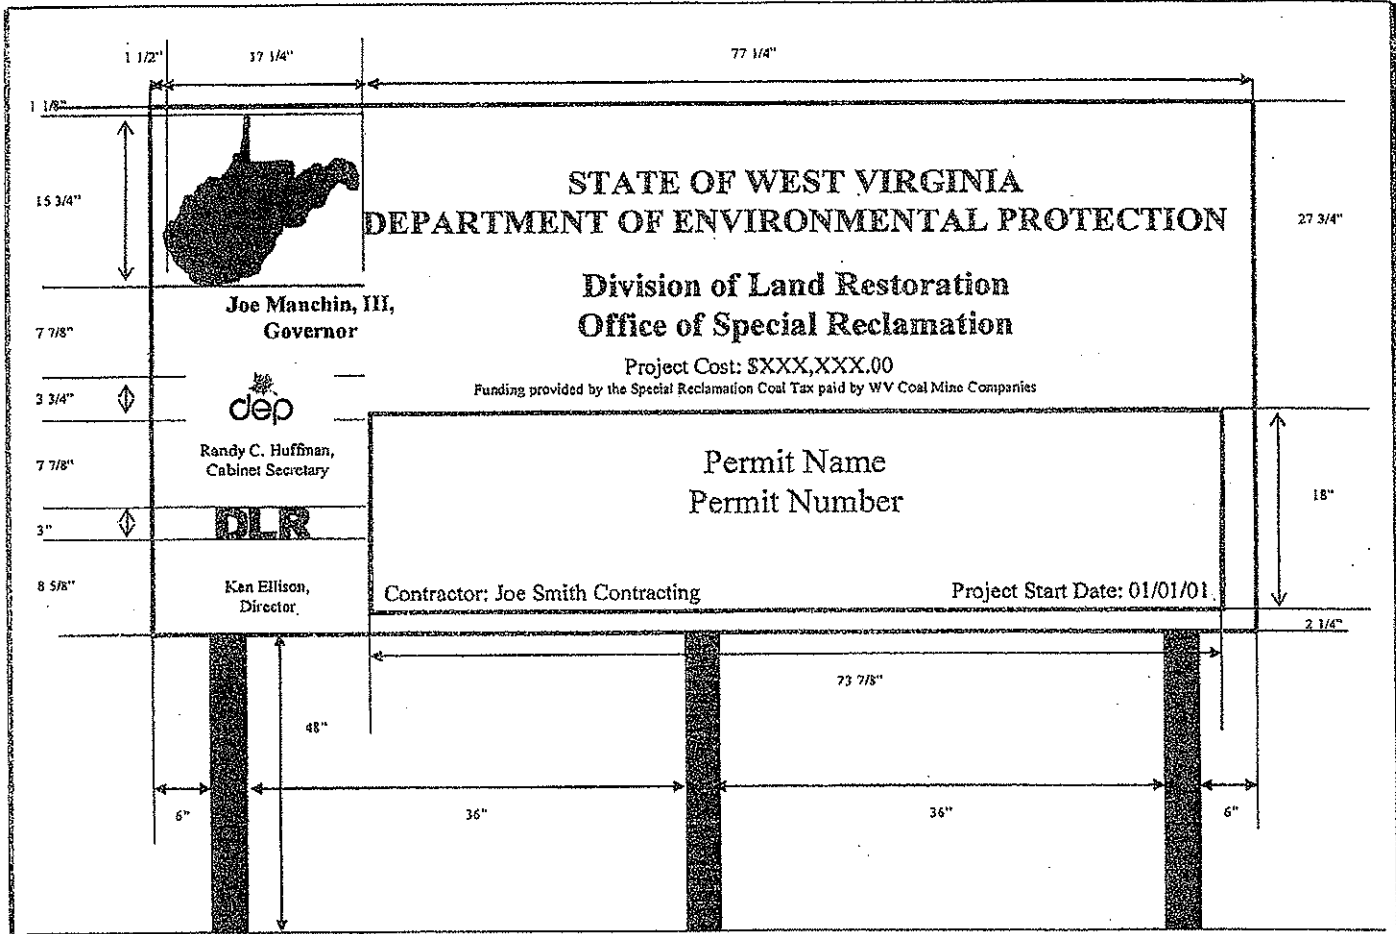 1 1/2"
17 1/4"
77 1/4"
1 1/8"
15 3/4"
27 3/4"
STATE OF WEST VIRGINIA
DEPARTMENT OF ENVIRONMENTAL PROTECTION
Division of Land Restoration
Office of Special Reclamation
Project Cost: $XXX,XXX.00
Funding provided by the Special Reclamation Coal Tax paid by WV Coal Mine Companies
Joe Manchin, III,
Governor
7 7/8"
3 3/4"
dep
Randy C. Huffman,
Cabinet Secretary
7 7/8"
DLR
3"
Ken Ellison,
Director
8 5/8"
Permit Name
Permit Number
18"
Contractor: Joe Smith Contracting
Project Start Date: 01/01/01
2 1/4"
73 7/8"
48"
6"
36"
36"
6"